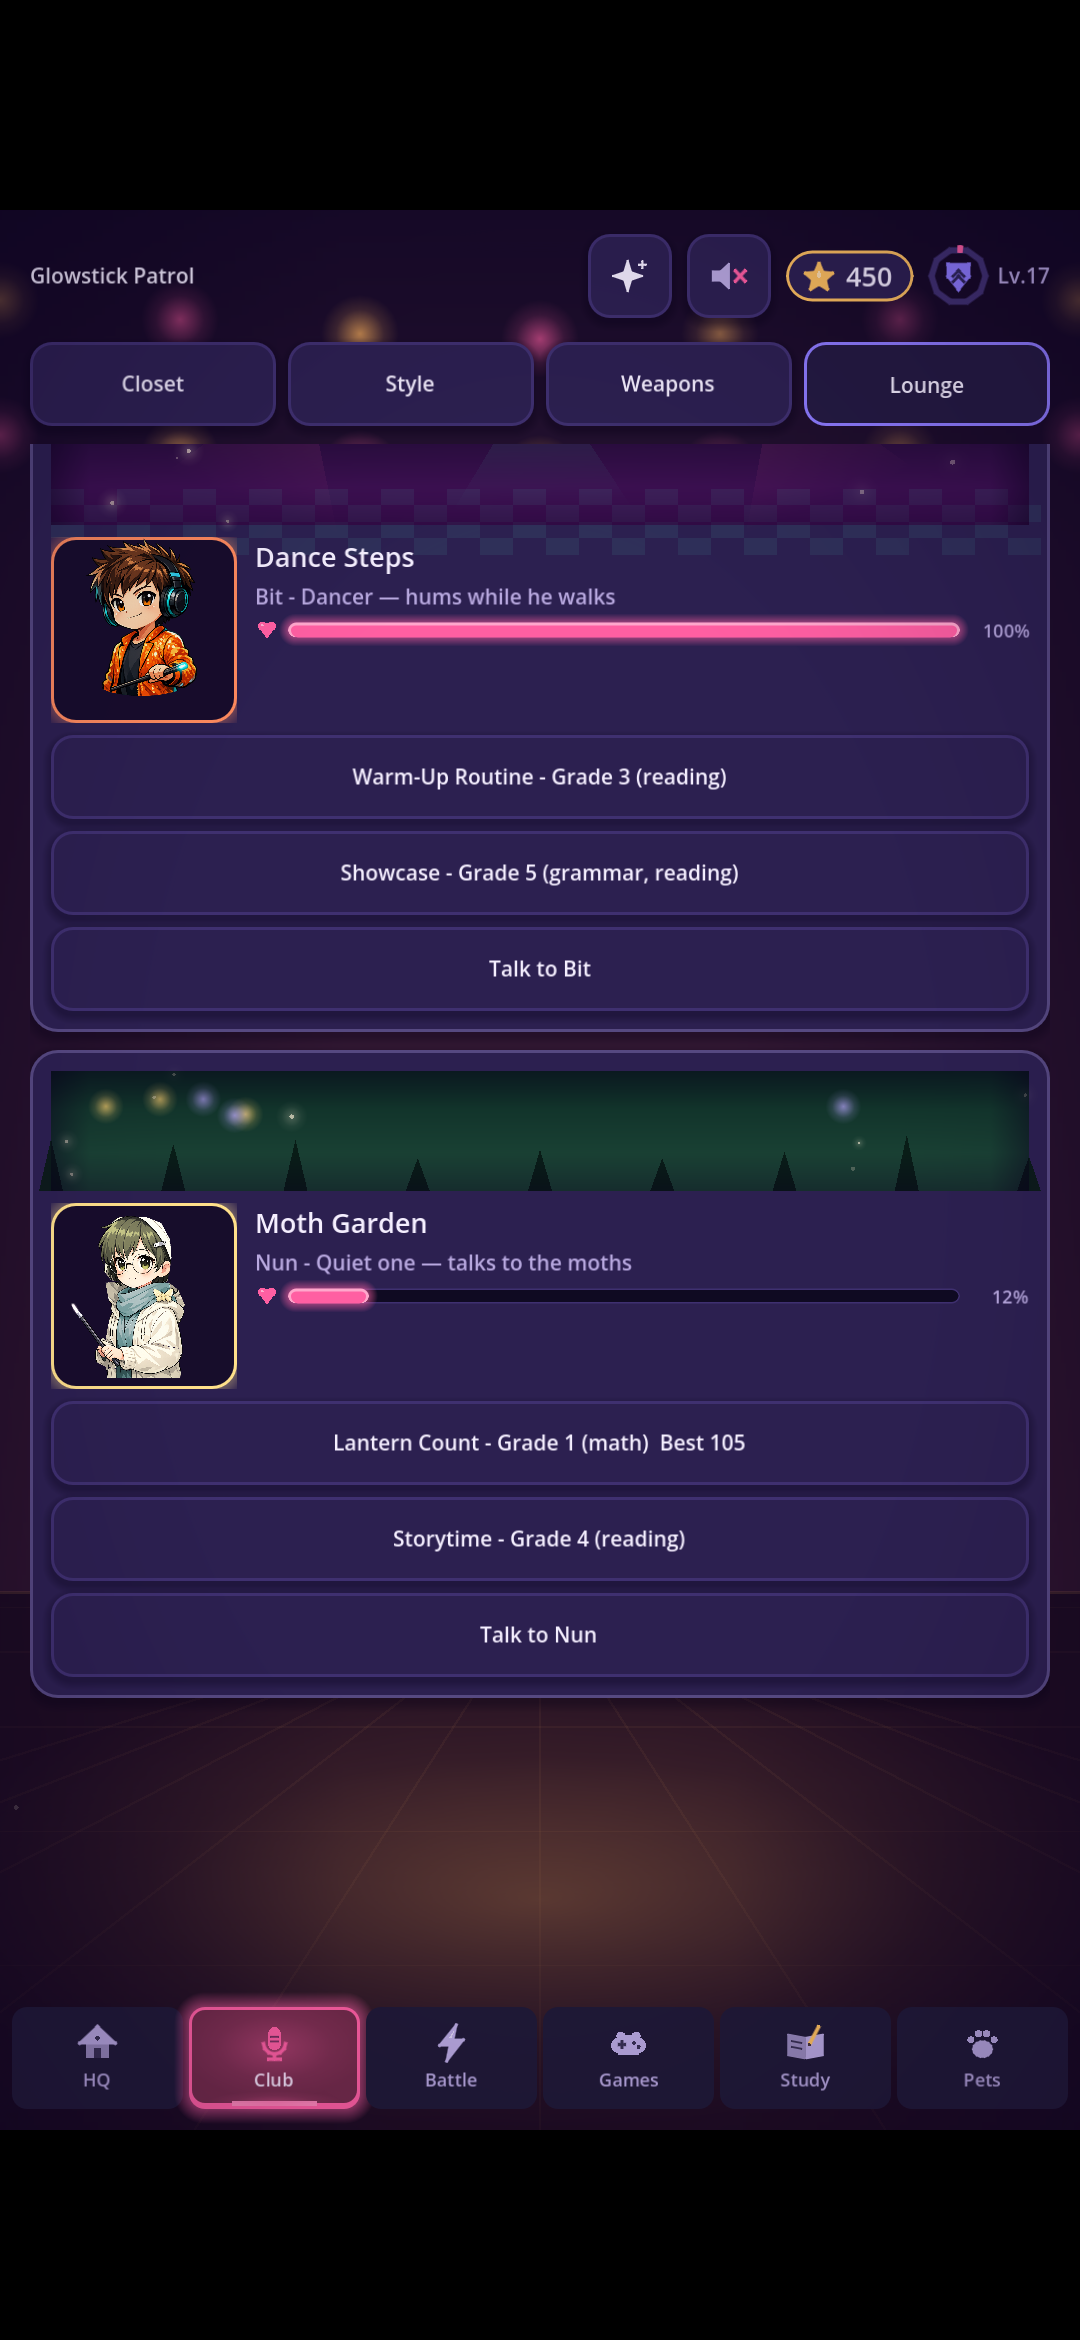 Glowstick Patrol
450
Lv.17
Closet
Style
Weapons
Lounge
Dance Steps
Bit - Dancer — hums while he walks
100%
Warm-Up Routine - Grade 3 (reading)
Showcase - Grade 5 (grammar, reading)
Talk to Bit
Moth Garden
Nun - Quiet one — talks to the moths
12%
Lantern Count - Grade 1 (math)  Best 105
Storytime - Grade 4 (reading)
Talk to Nun
HQ
Club
Battle
Games
Study
Pets